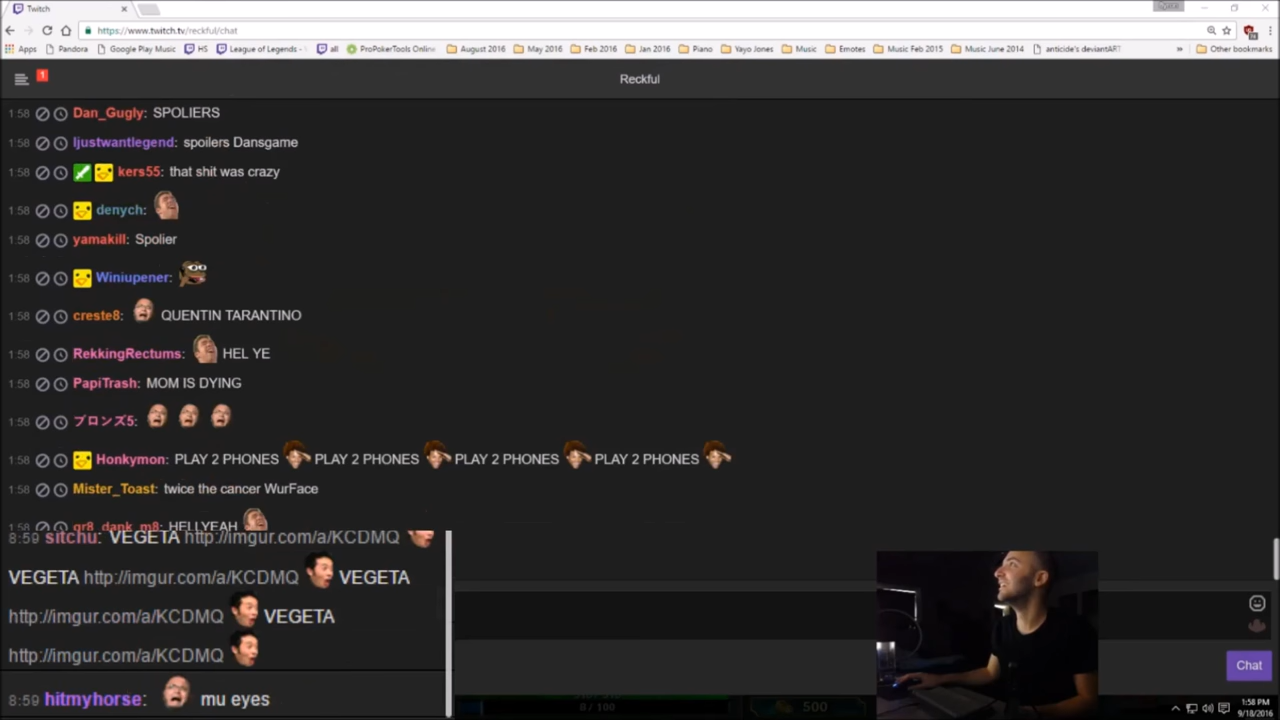 Twitch
https://www.twitch.tv/reckful/chat
Apps Pandora Google Play Music HS League of Legends - all ProPokerTools Online August 2016 May 2016 Feb 2016 Jan 2016 Piano Yayo Jones Music Emotes Music Feb 2015 Music June 2014 anticide's deviantART » Other bookmarks
1 Reckful
1:58 Dan_Gugly: SPOLIERS
1:58 ljustwantlegend: spoilers Dansgame
1:58 kers55: that shit was crazy
1:58 denych:
1:58 yamakill: Spolier
1:58 Winiupener:
1:58 creste8: QUENTIN TARANTINO
1:58 RekkingRectums: HEL YE
1:58 PapiTrash: MOM IS DYING
1:58 ブロンズ5:
1:58 Honkymon: PLAY 2 PHONES PLAY 2 PHONES PLAY 2 PHONES PLAY 2 PHONES
1:58 Mister_Toast: twice the cancer WurFace
1:58 gr8_dank_m8: HELLYEAH
8:59 sitchu: VEGETA http://imgur.com/a/KCDMQ
VEGETA http://imgur.com/a/KCDMQ VEGETA
http://imgur.com/a/KCDMQ VEGETA
http://imgur.com/a/KCDMQ
8:59 hitmyhorse: mu eyes
Chat
8 / 100 500
1:58 PM
9/18/2016